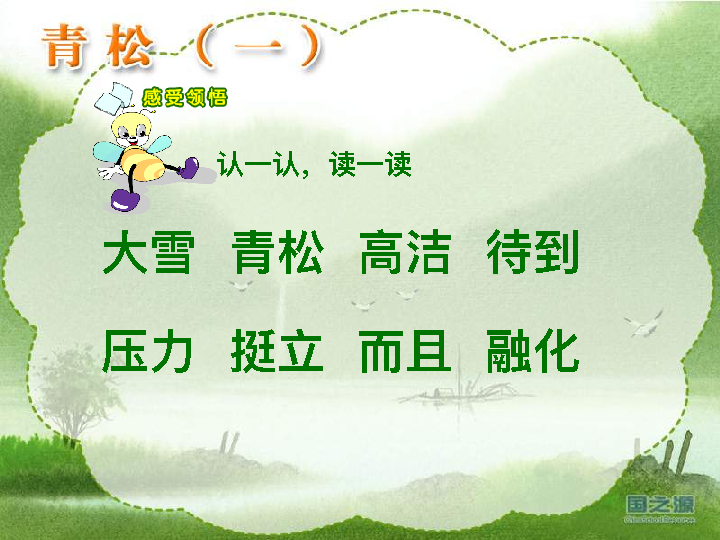 青松（一）
感受领悟
认一认，读一读
大雪 青松 高洁 待到
压力 挺立 而且 融化
国之源